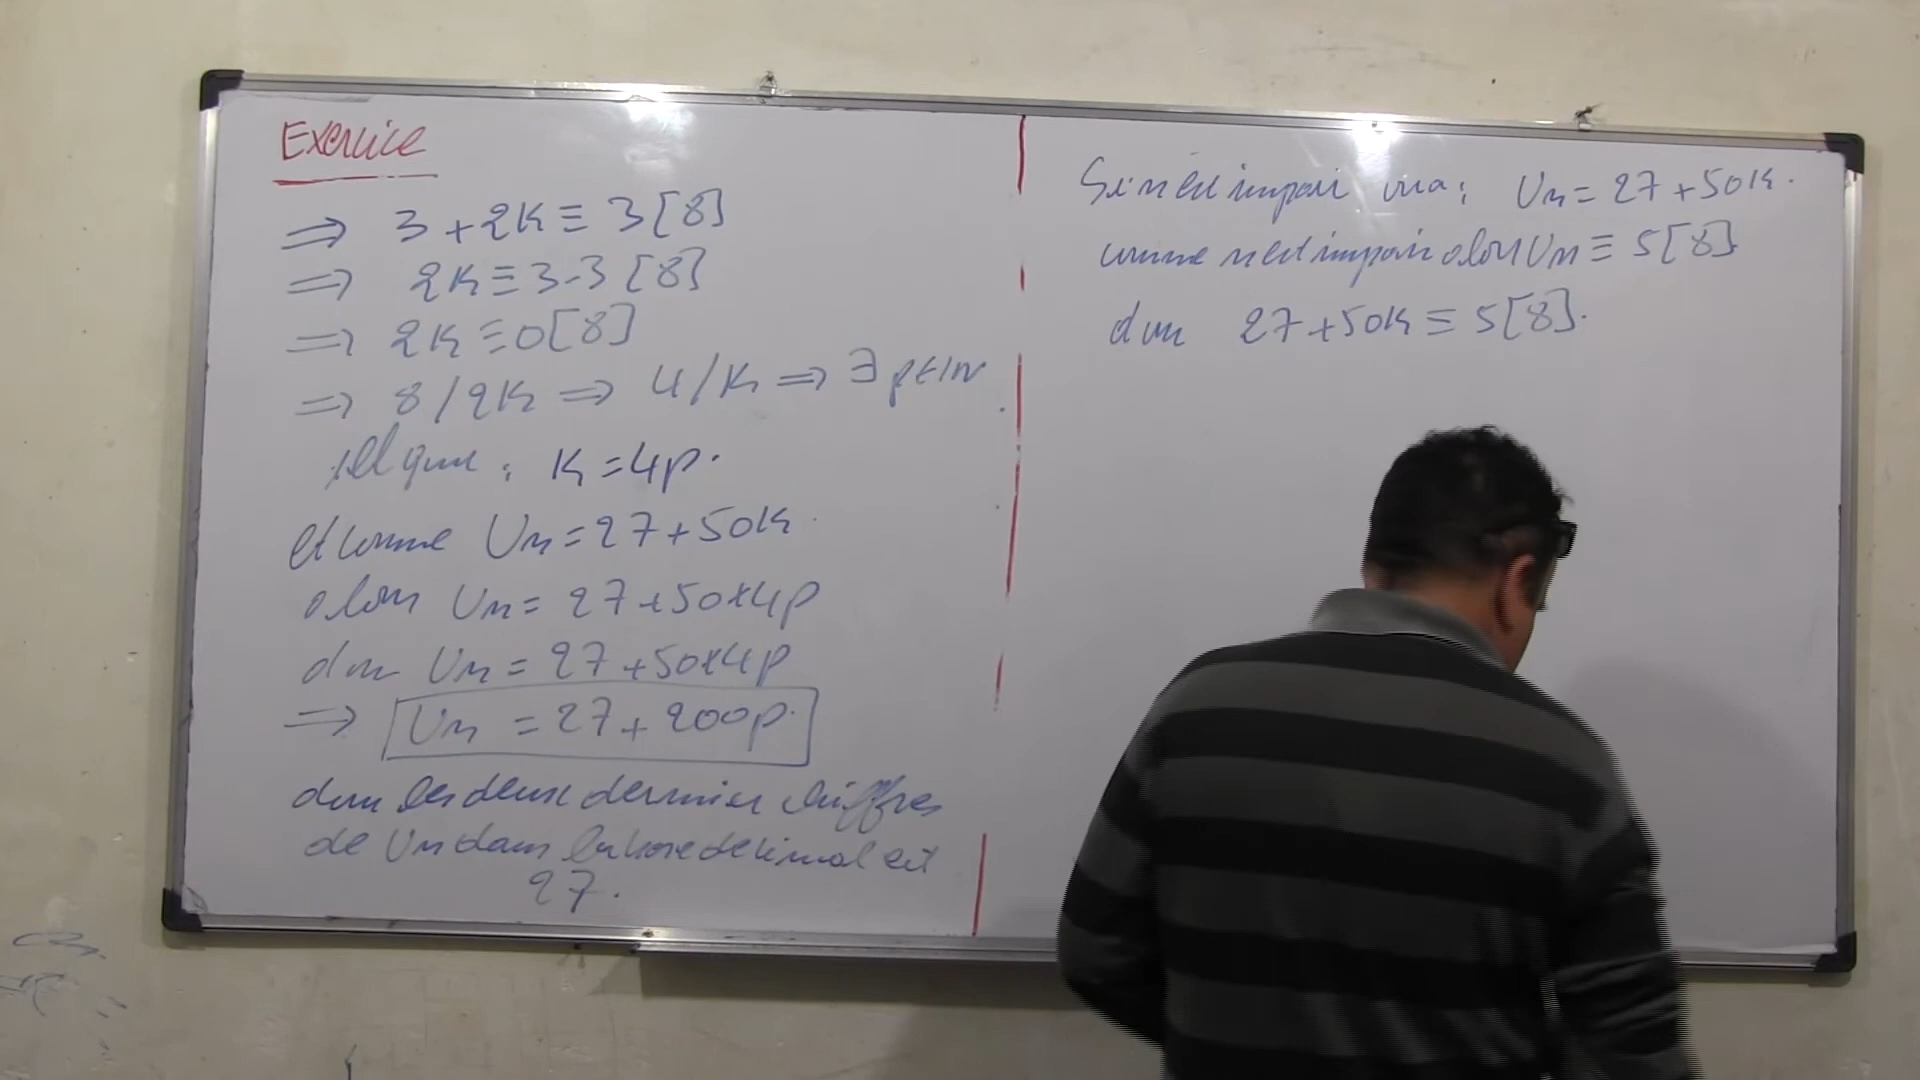 Exercice
⇒ 3 + 2K ≡ 3 [8]
⇒ 2K ≡ 3-3 [8]
⇒ 2K ≡ 0 [8]
⇒ 8/2K ⇒ 4/K ⇒ ∃ p∈IN
tel que : K = 4p.
et comme Un = 27 + 50K.
alors Un = 27 + 50×4p
donc Un = 27 + 50×4p
⇒ Un = 27 + 200p.
donc les deux dernier chiffres
de Un dans la base decimal est
27.
Si n est impair on a : Un = 27 + 50K.
comme n est impair alors Un ≡ 5 [8]
donc 27 + 50K ≡ 5 [8].